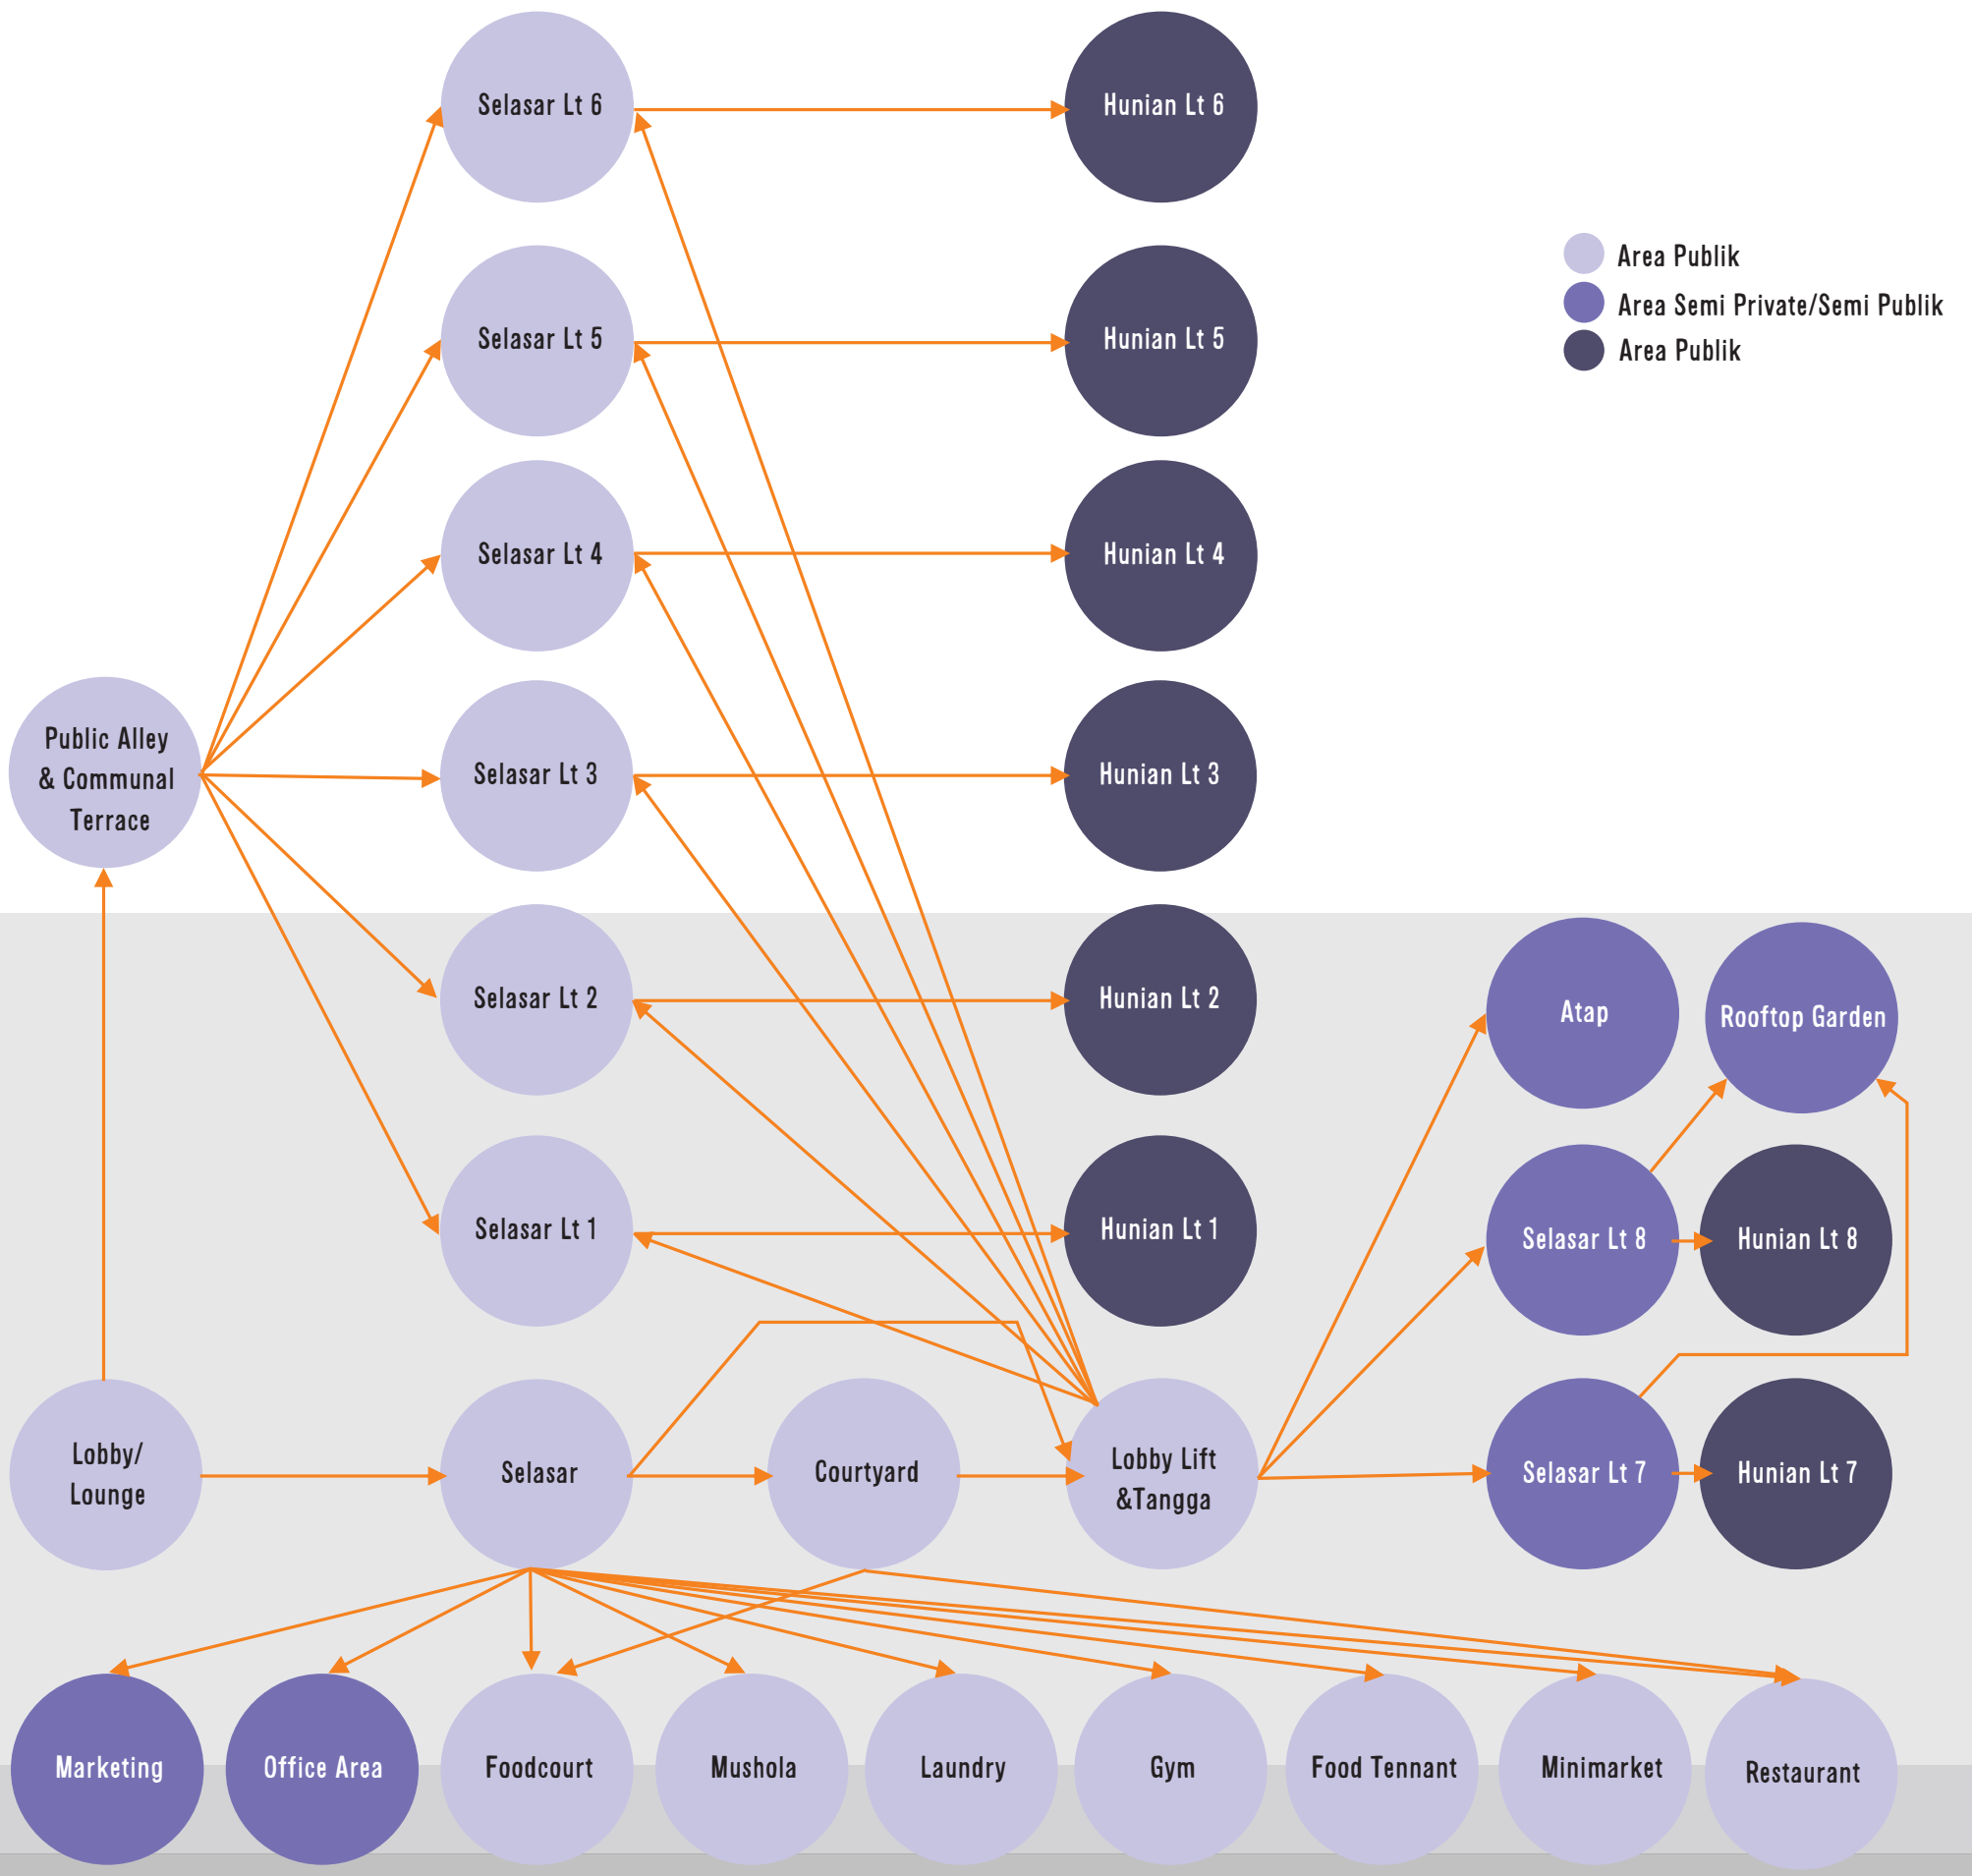 Selasar Lt 6
Hunian Lt 6
Area Publik
Area Semi Private/Semi Publik
Area Publik
Selasar Lt 5
Hunian Lt 5
Selasar Lt 4
Hunian Lt 4
Public Alley
& Communal
Terrace
Selasar Lt 3
Hunian Lt 3
Selasar Lt 2
Hunian Lt 2
Atap
Rooftop Garden
Selasar Lt 1
Hunian Lt 1
Selasar Lt 8
Hunian Lt 8
Lobby/
Lounge
Selasar
Courtyard
Lobby Lift
&Tangga
Selasar Lt 7
Hunian Lt 7
Marketing
Office Area
Foodcourt
Mushola
Laundry
Gym
Food Tennant
Minimarket
Restaurant